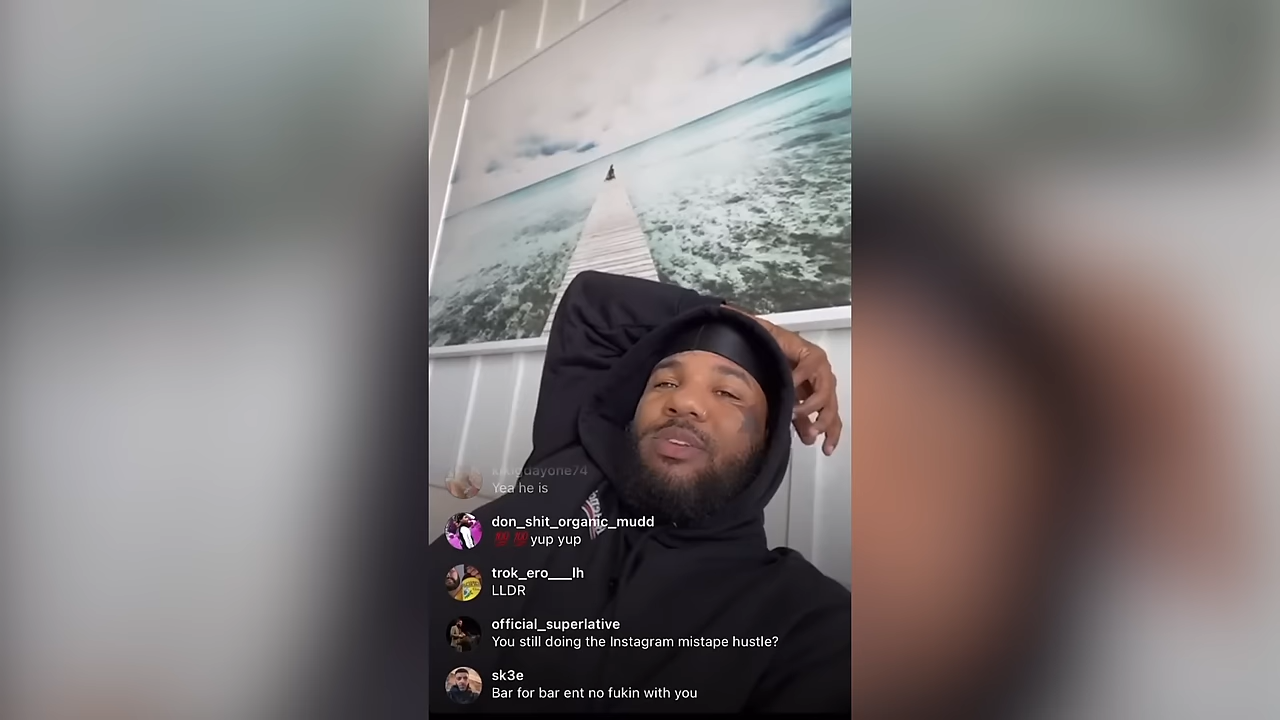 kikigdayone74
Yea he is
don_shit_organic_mudd
💯💯yup yup
trok_ero___lh
LLDR
official_superlative
You still doing the Instagram mistape hustle?
sk3e
Bar for bar ent no fukin with you